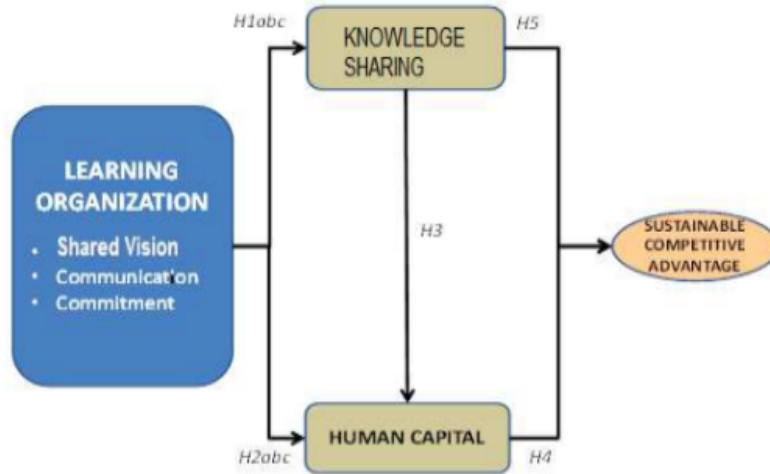 H1abc
KNOWLEDGE
SHARING
H5
LEARNING
ORGANIZATION
• Shared Vision
• Communication
• Commitment
H3
SUSTAINABLE
COMPETITIVE
ADVANTAGE
H2abc
HUMAN CAPITAL
H4